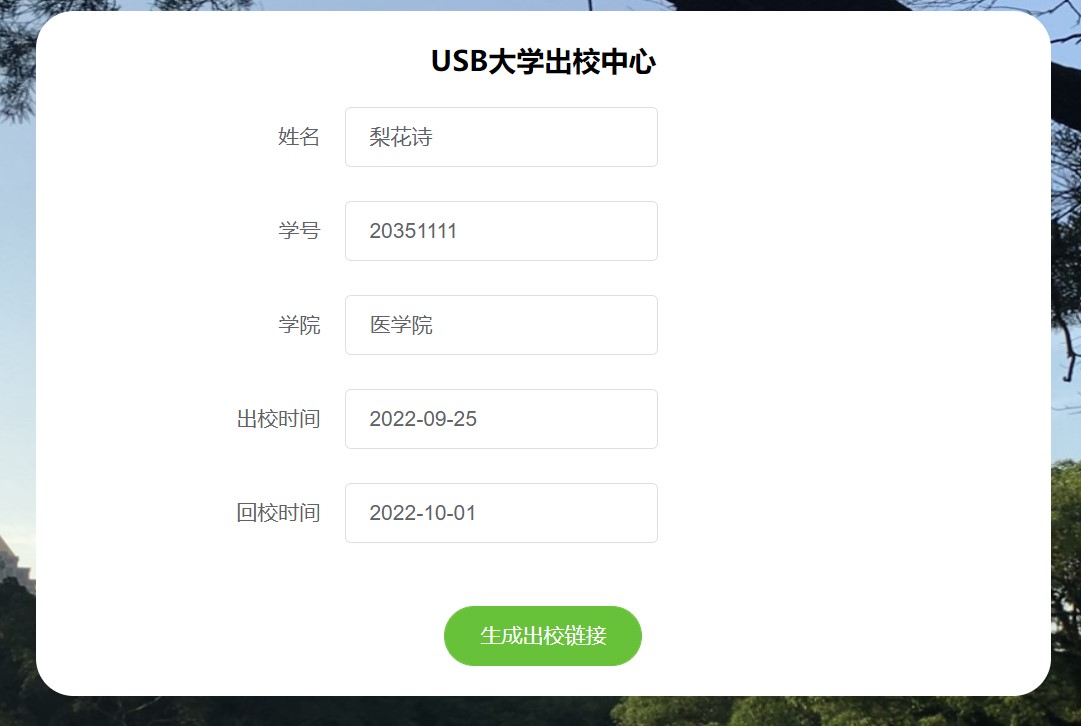 USB大学出校中心
姓名 梨花诗
学号 20351111
学院 医学院
出校时间 2022-09-25
回校时间 2022-10-01
生成出校链接